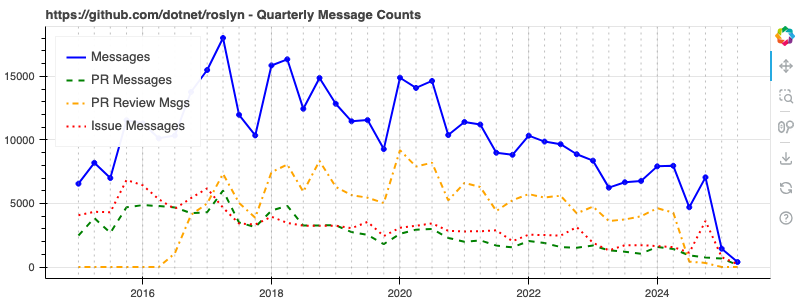 https://github.com/dotnet/roslyn - Quarterly Message Counts
Messages
PR Messages
PR Review Msgs
Issue Messages
15000
10000
5000
0
2016 2018 2020 2022 2024